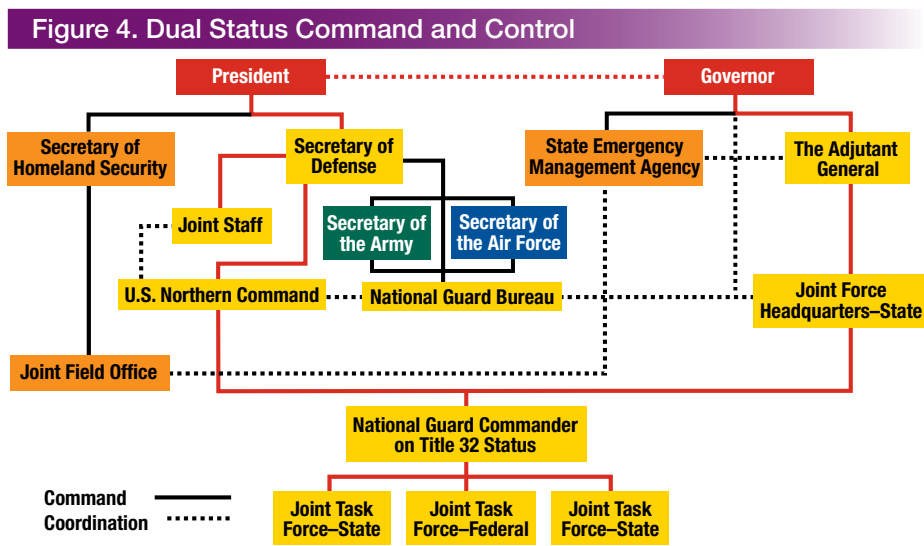 Figure 4. Dual Status Command and Control
President
Governor
Secretary of
Homeland Security
Secretary of
Defense
State Emergency
Management Agency
The Adjutant
General
Joint Staff
Secretary of
the Army
Secretary of
the Air Force
U.S. Northern Command
National Guard Bureau
Joint Force
Headquarters–State
Joint Field Office
National Guard Commander
on Title 32 Status
Command
Coordination
Joint Task
Force–State
Joint Task
Force–Federal
Joint Task
Force–State